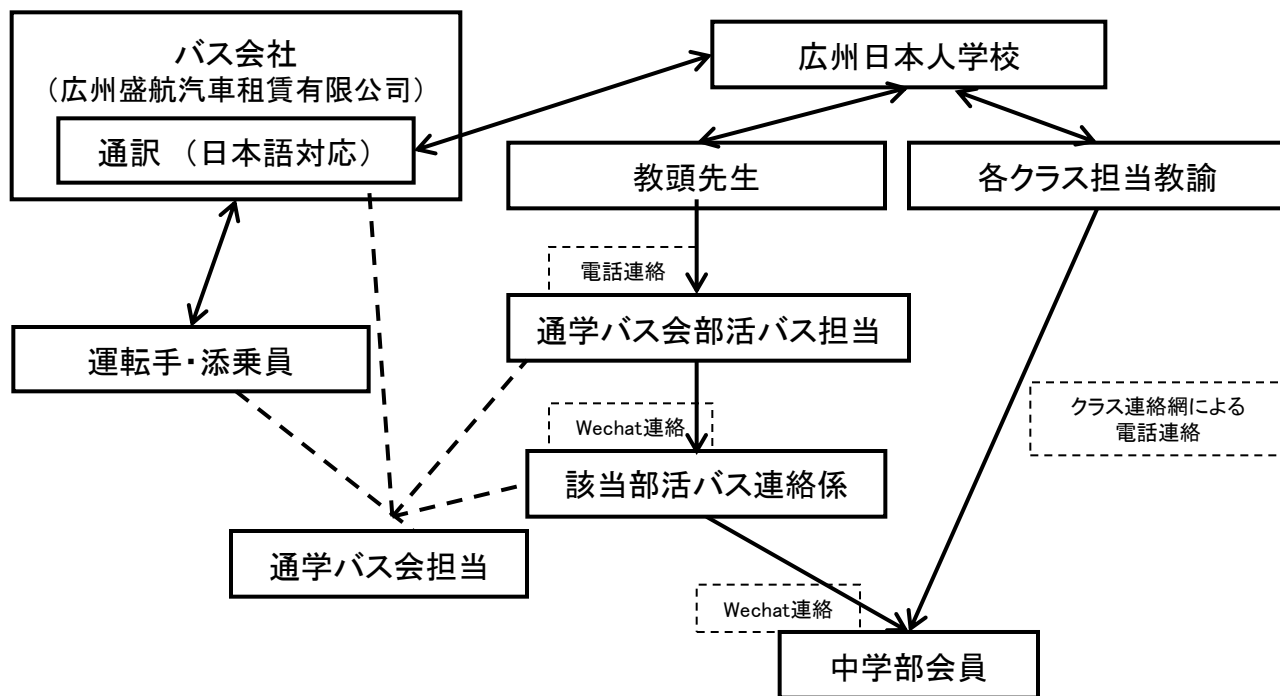 バス会社
（広州盛航汽車租賃有限公司）
通訳 （日本語対応）
広州日本人学校
教頭先生
各クラス担当教諭
電話連絡
通学バス会部活バス担当
運転手・添乗員
Wechat連絡
クラス連絡網による
電話連絡
該当部活バス連絡係
通学バス会担当
Wechat連絡
中学部会員